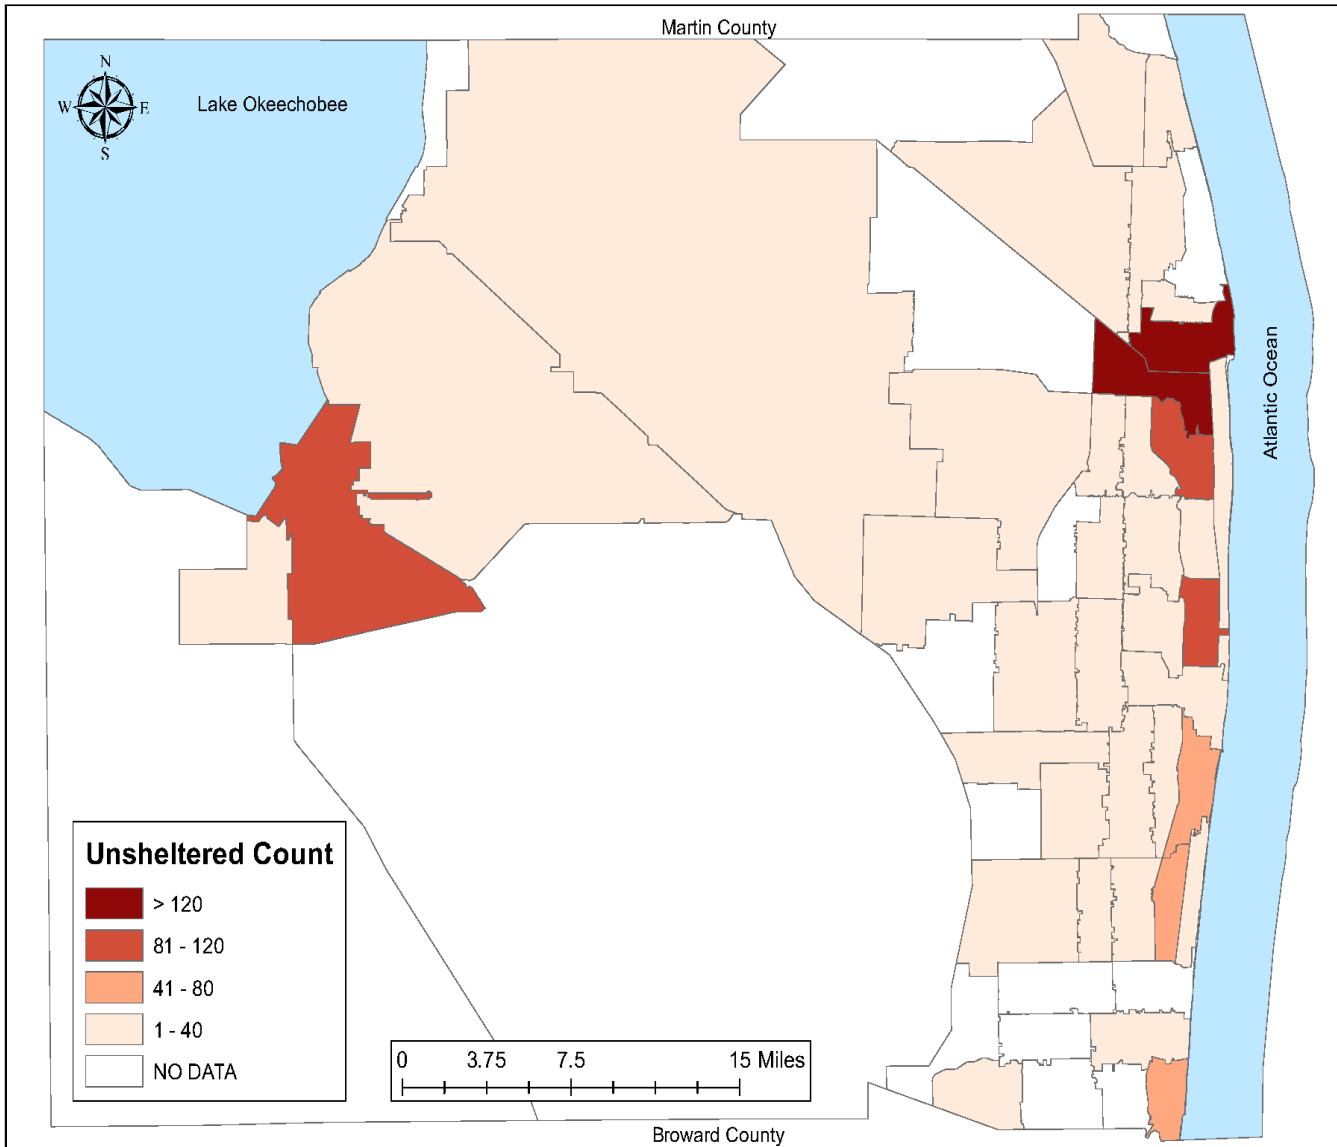 Martin County
N
W E
S
Lake Okeechobee
Atlantic Ocean
Unsheltered Count
> 120
81 - 120
41 - 80
1 - 40
NO DATA
0 3.75 7.5 15 Miles
Broward County